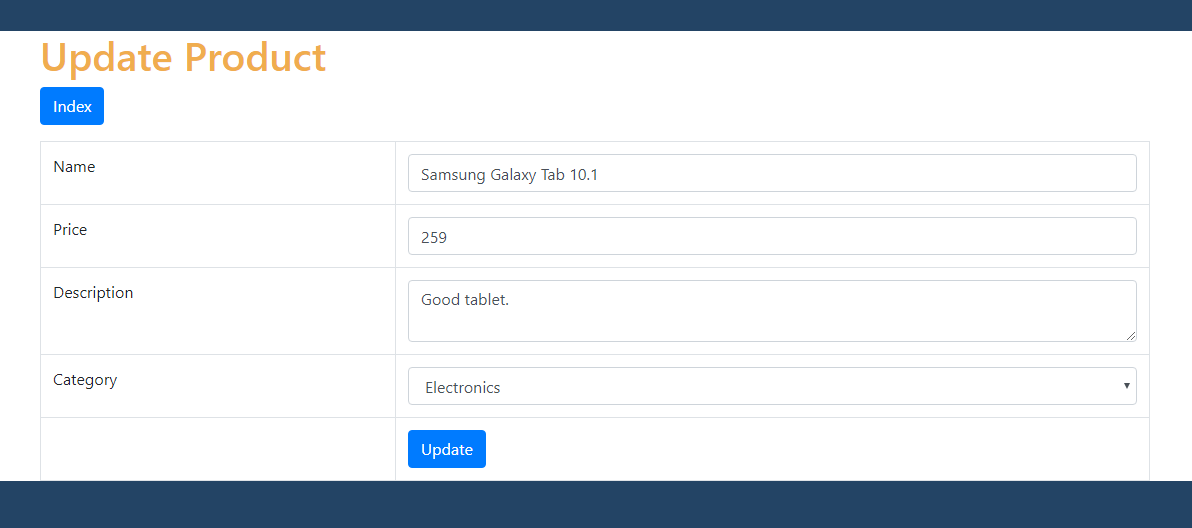 Update Product
Index
Name
Samsung Galaxy Tab 10.1
Price
259
Description
Good tablet.
Category
Electronics
Update